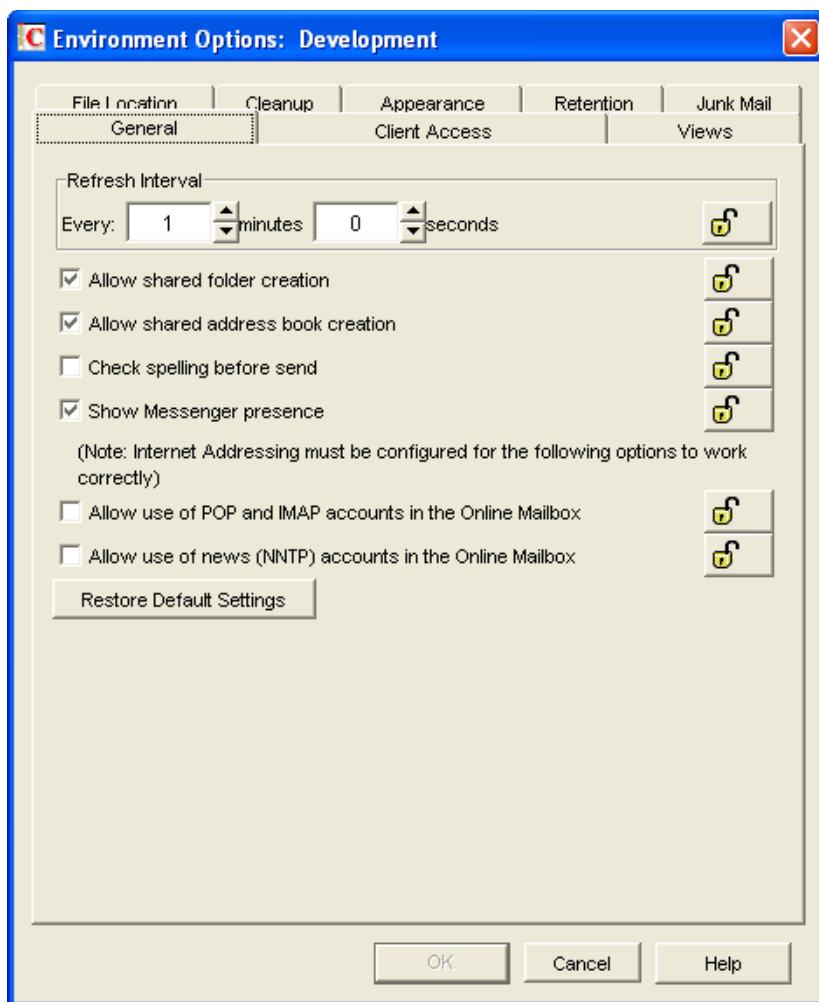 C Environment Options: Development
File Location Cleanup Appearance Retention Junk Mail
General Client Access Views
Refresh Interval
Every: 1 minutes 0 seconds
Allow shared folder creation
Allow shared address book creation
Check spelling before send
Show Messenger presence
(Note: Internet Addressing must be configured for the following options to work
correctly)
Allow use of POP and IMAP accounts in the Online Mailbox
Allow use of news (NNTP) accounts in the Online Mailbox
Restore Default Settings
OK Cancel Help